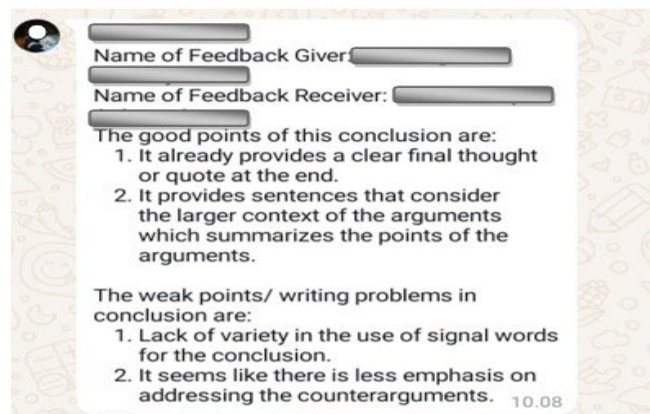 Name of Feedback Giver:
Name of Feedback Receiver:
The good points of this conclusion are:
1. It already provides a clear final thought
or quote at the end.
2. It provides sentences that consider
the larger context of the arguments
which summarizes the points of the
arguments.
The weak points/ writing problems in
conclusion are:
1. Lack of variety in the use of signal words
for the conclusion.
2. It seems like there is less emphasis on
addressing the counterarguments. 10.08